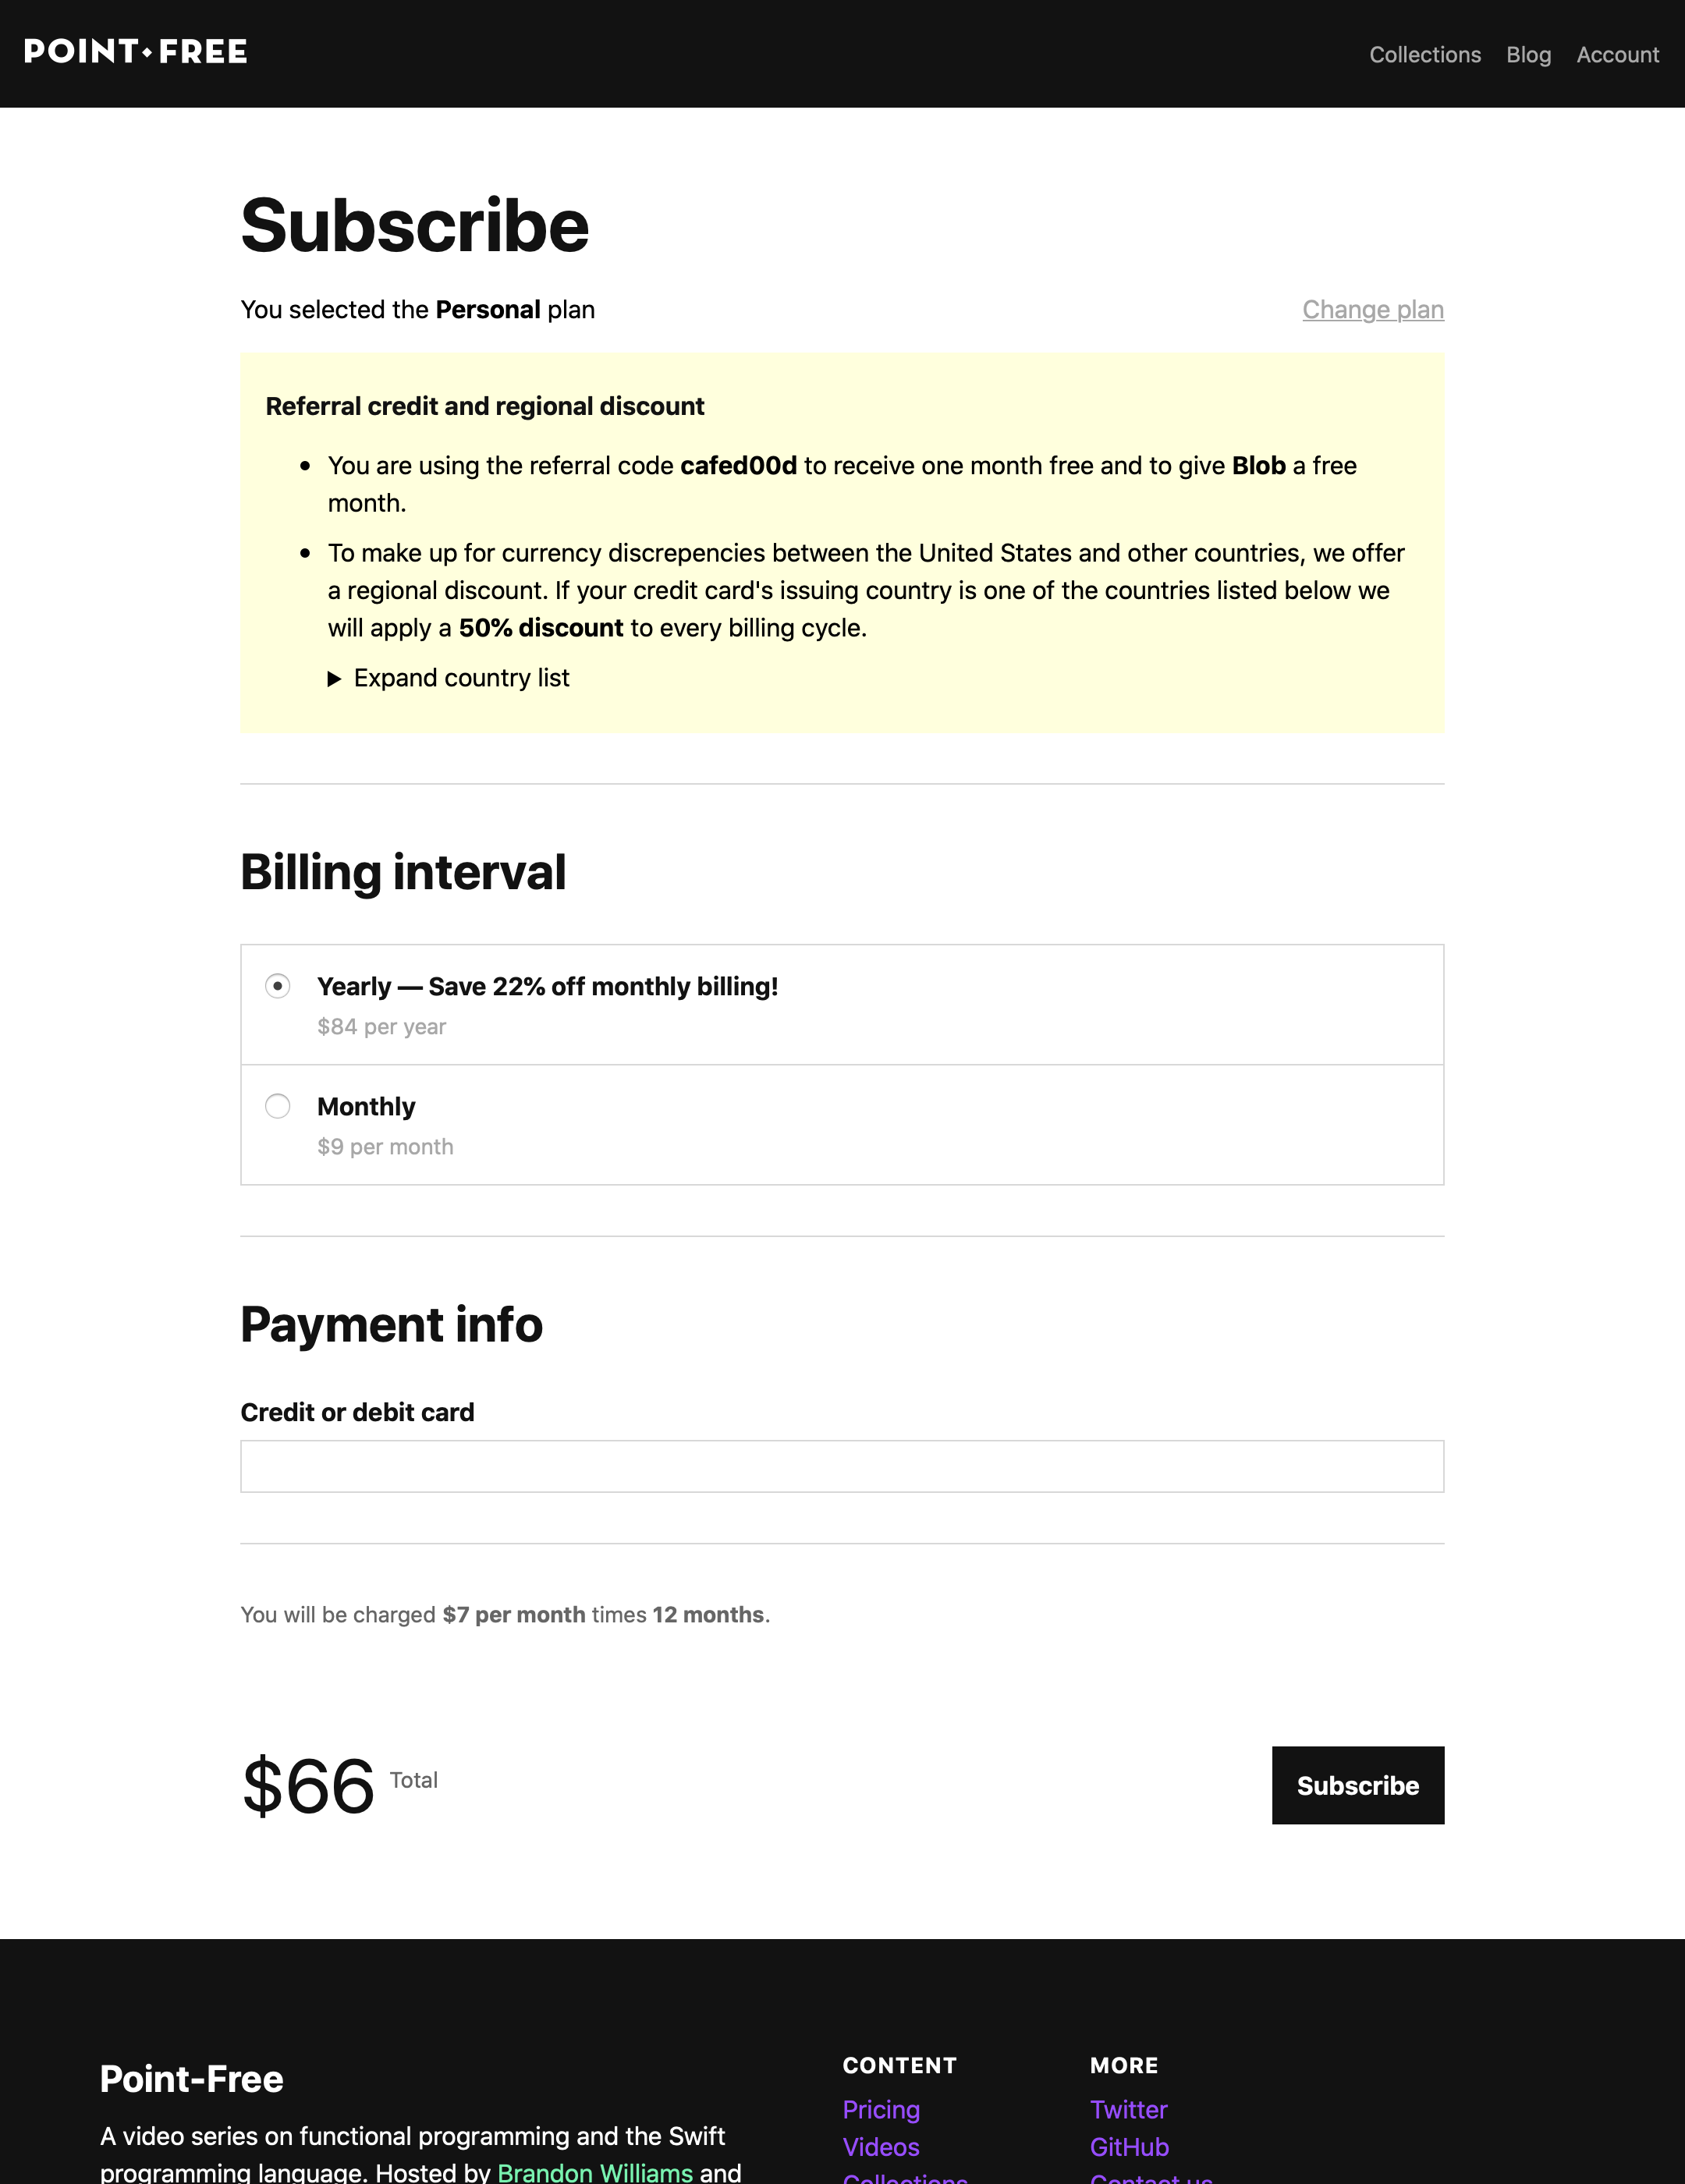 POINT•FREE
Collections Blog Account
Subscribe
You selected the Personal plan
Change plan
Referral credit and regional discount
• You are using the referral code cafed00d to receive one month free and to give Blob a free
month.
• To make up for currency discrepencies between the United States and other countries, we offer
a regional discount. If your credit card's issuing country is one of the countries listed below we
will apply a 50% discount to every billing cycle.
▶ Expand country list
Billing interval
Yearly — Save 22% off monthly billing!
$84 per year
Monthly
$9 per month
Payment info
Credit or debit card
You will be charged $7 per month times 12 months.
$66 Total
Subscribe
Point-Free
A video series on functional programming and the Swift
programming language. Hosted by Brandon Williams and
CONTENT
Pricing
Videos
Collections
MORE
Twitter
GitHub
Contact us